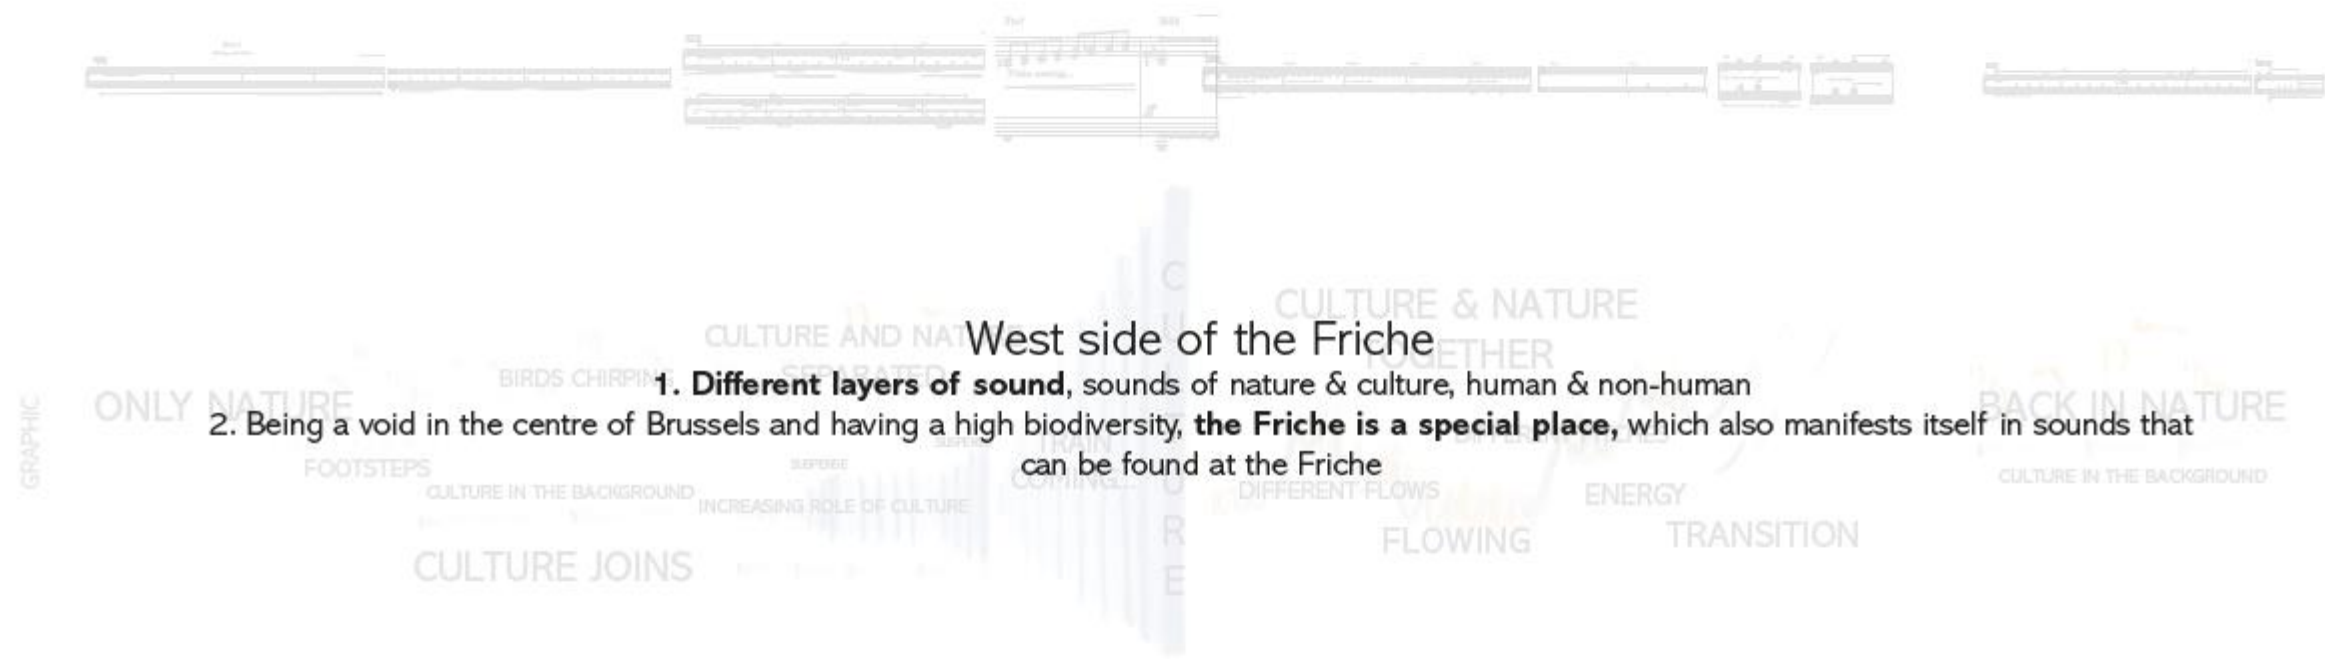 West side of the Friche
1. Different layers of sound, sounds of nature & culture, human & non-human
2. Being a void in the centre of Brussels and having a high biodiversity, the Friche is a special place, which also manifests itself in sounds that
can be found at the Friche
GRAPHIC
ONLY NATURE
FOOTSTEPS
BIRDS CHIRPING
CULTURE IN THE BACKGROUND
CULTURE JOINS
CULTURE AND NATURE
SEPARATED
SUSPENSE
SUSPENSE
INCREASING ROLE OF CULTURE
TRAIN
COMING...
CULTURE
CULTURE & NATURE
TOGETHER
DIFFERENT FLOWS
FLOWING
ENERGY
TRANSITION
BACK IN NATURE
CULTURE IN THE BACKGROUND